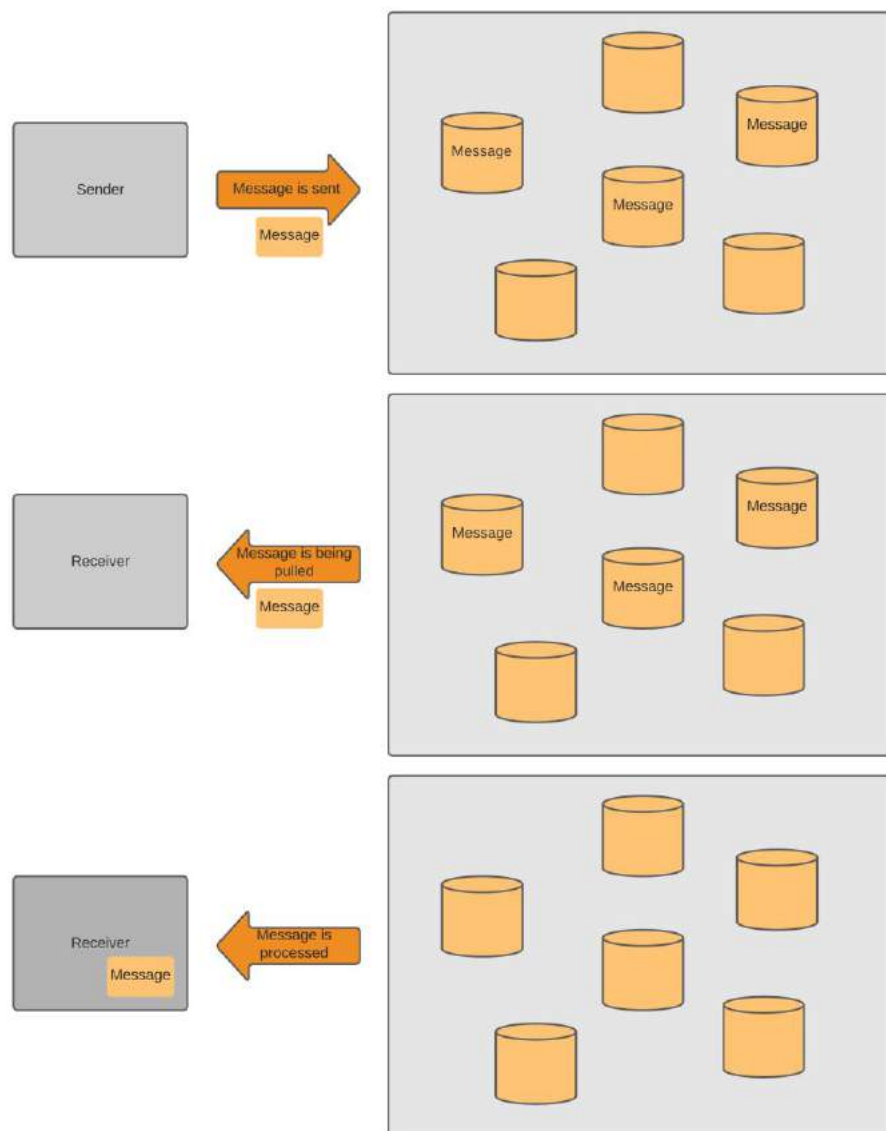 Message
Message
Sender
Message is sent
Message
Message
Message
Message
Receiver
Message is being
pulled
Message
Message
Receiver
Message
Message is
processed